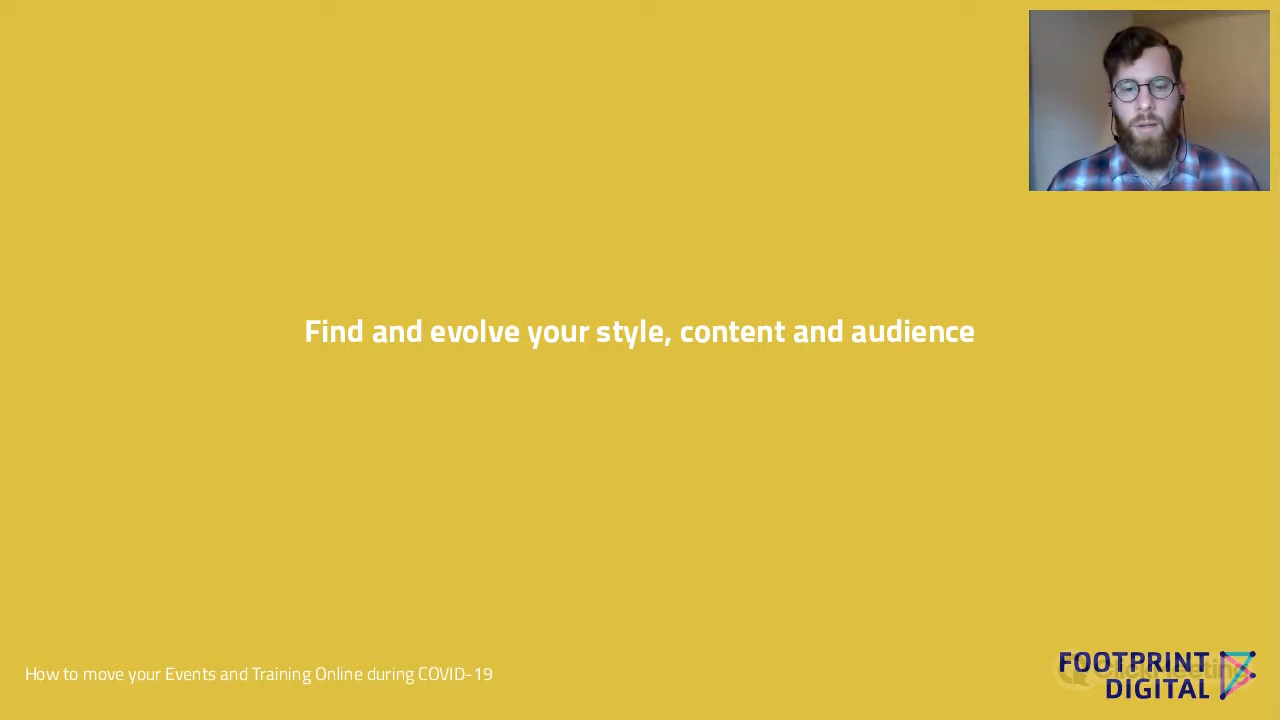 Find and evolve your style, content and audience
How to move your Events and Training Online during COVID-19
FOOTPRINT
DIGITAL
ClickMeeting